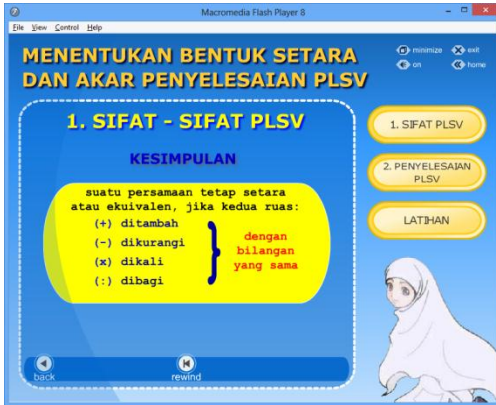 Macromedia Flash Player 8
File View Control Help
MENENTUKAN BENTUK SETARA
DAN AKAR PENYELESAIAN PLSV
minimize exit
on home
1. SIFAT - SIFAT PLSV
KESIMPULAN
suatu persamaan tetap setara
atau ekuivalen, jika kedua ruas:
(+) ditambah
(-) dikurangi
(x) dikali
(:) dibagi
dengan
bilangan
yang sama
back
rewind
1. SIFAT PLSV
2. PENYELESAIAN
PLSV
LATIHAN